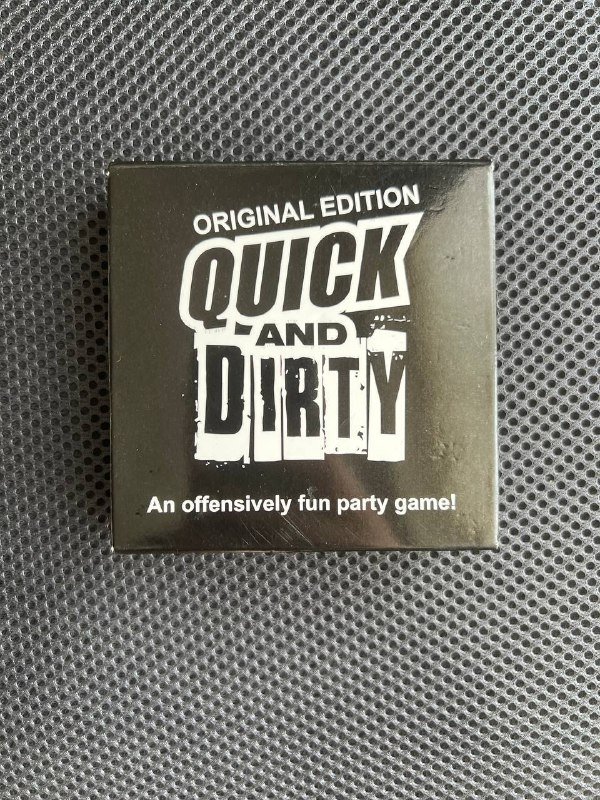 ORIGINAL EDITION
QUICK
AND
DIRTY
An offensively fun party game!